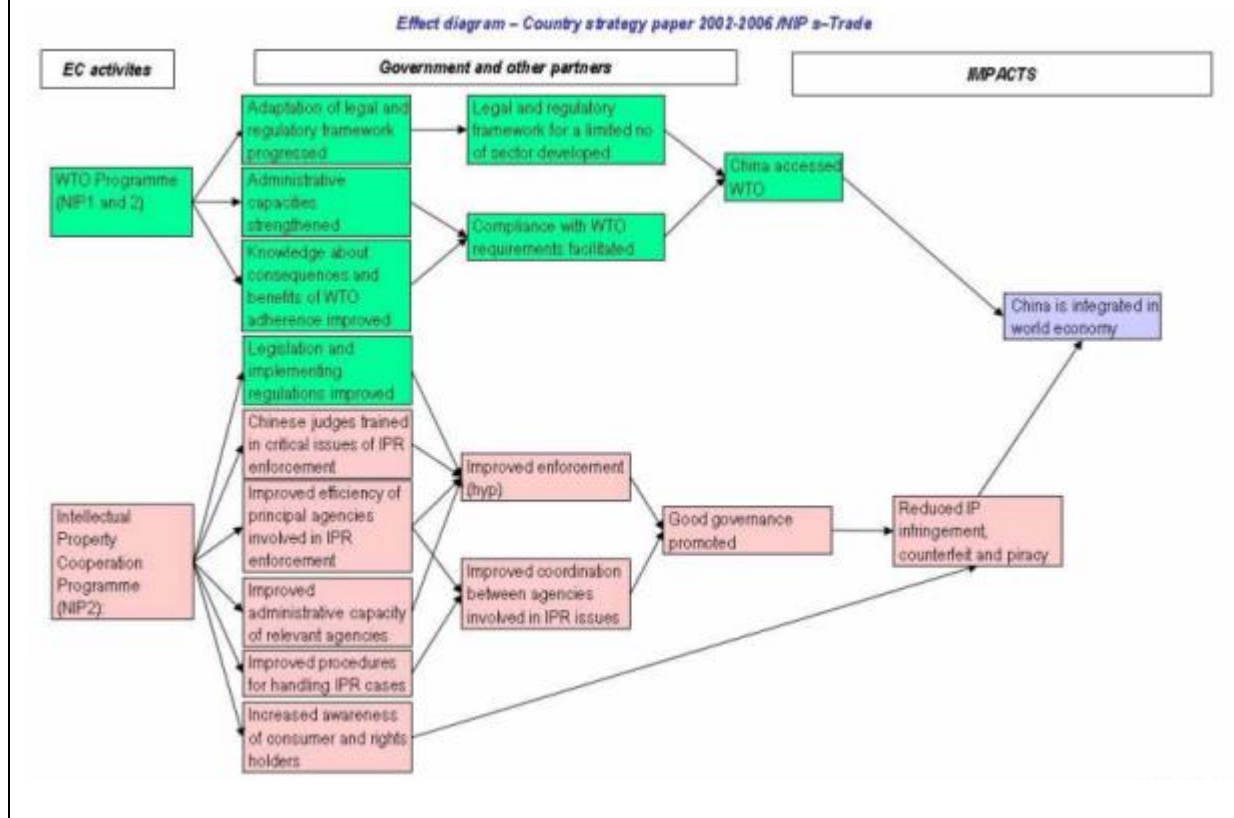 Effect diagram – Country strategy paper 2002-2006 /NIP s–Trade
EC activites
Government and other partners
IMPACTS
WTO Programme
(NIP1 and 2)
Adaptation of legal and
regulatory framework
progressed
Administrative
capacities
strengthened
Knowledge about
consequences and
benefits of WTO
adherence improved
Legal and regulatory
framework for a limited no
of sector developed
Compliance with WTO
requirements facilitated
China accessed
WTO
China is integrated in
world economy
Intellectual
Property
Cooperation
Programme
(NIP2):
Legislation and
implementing
regulations improved
Chinese judges trained
in critical issues of IPR
enforcement
Improved efficiency of
principal agencies
involved in IPR
enforcement
Improved
administrative capacity
of relevant agencies
Improved procedures
for handling IPR cases
Increased awareness
of consumer and rights
holders
Improved enforcement
(hyp)
Improved coordination
between agencies
involved in IPR issues
Good governance
promoted
Reduced IP
infringement,
counterfeit and piracy